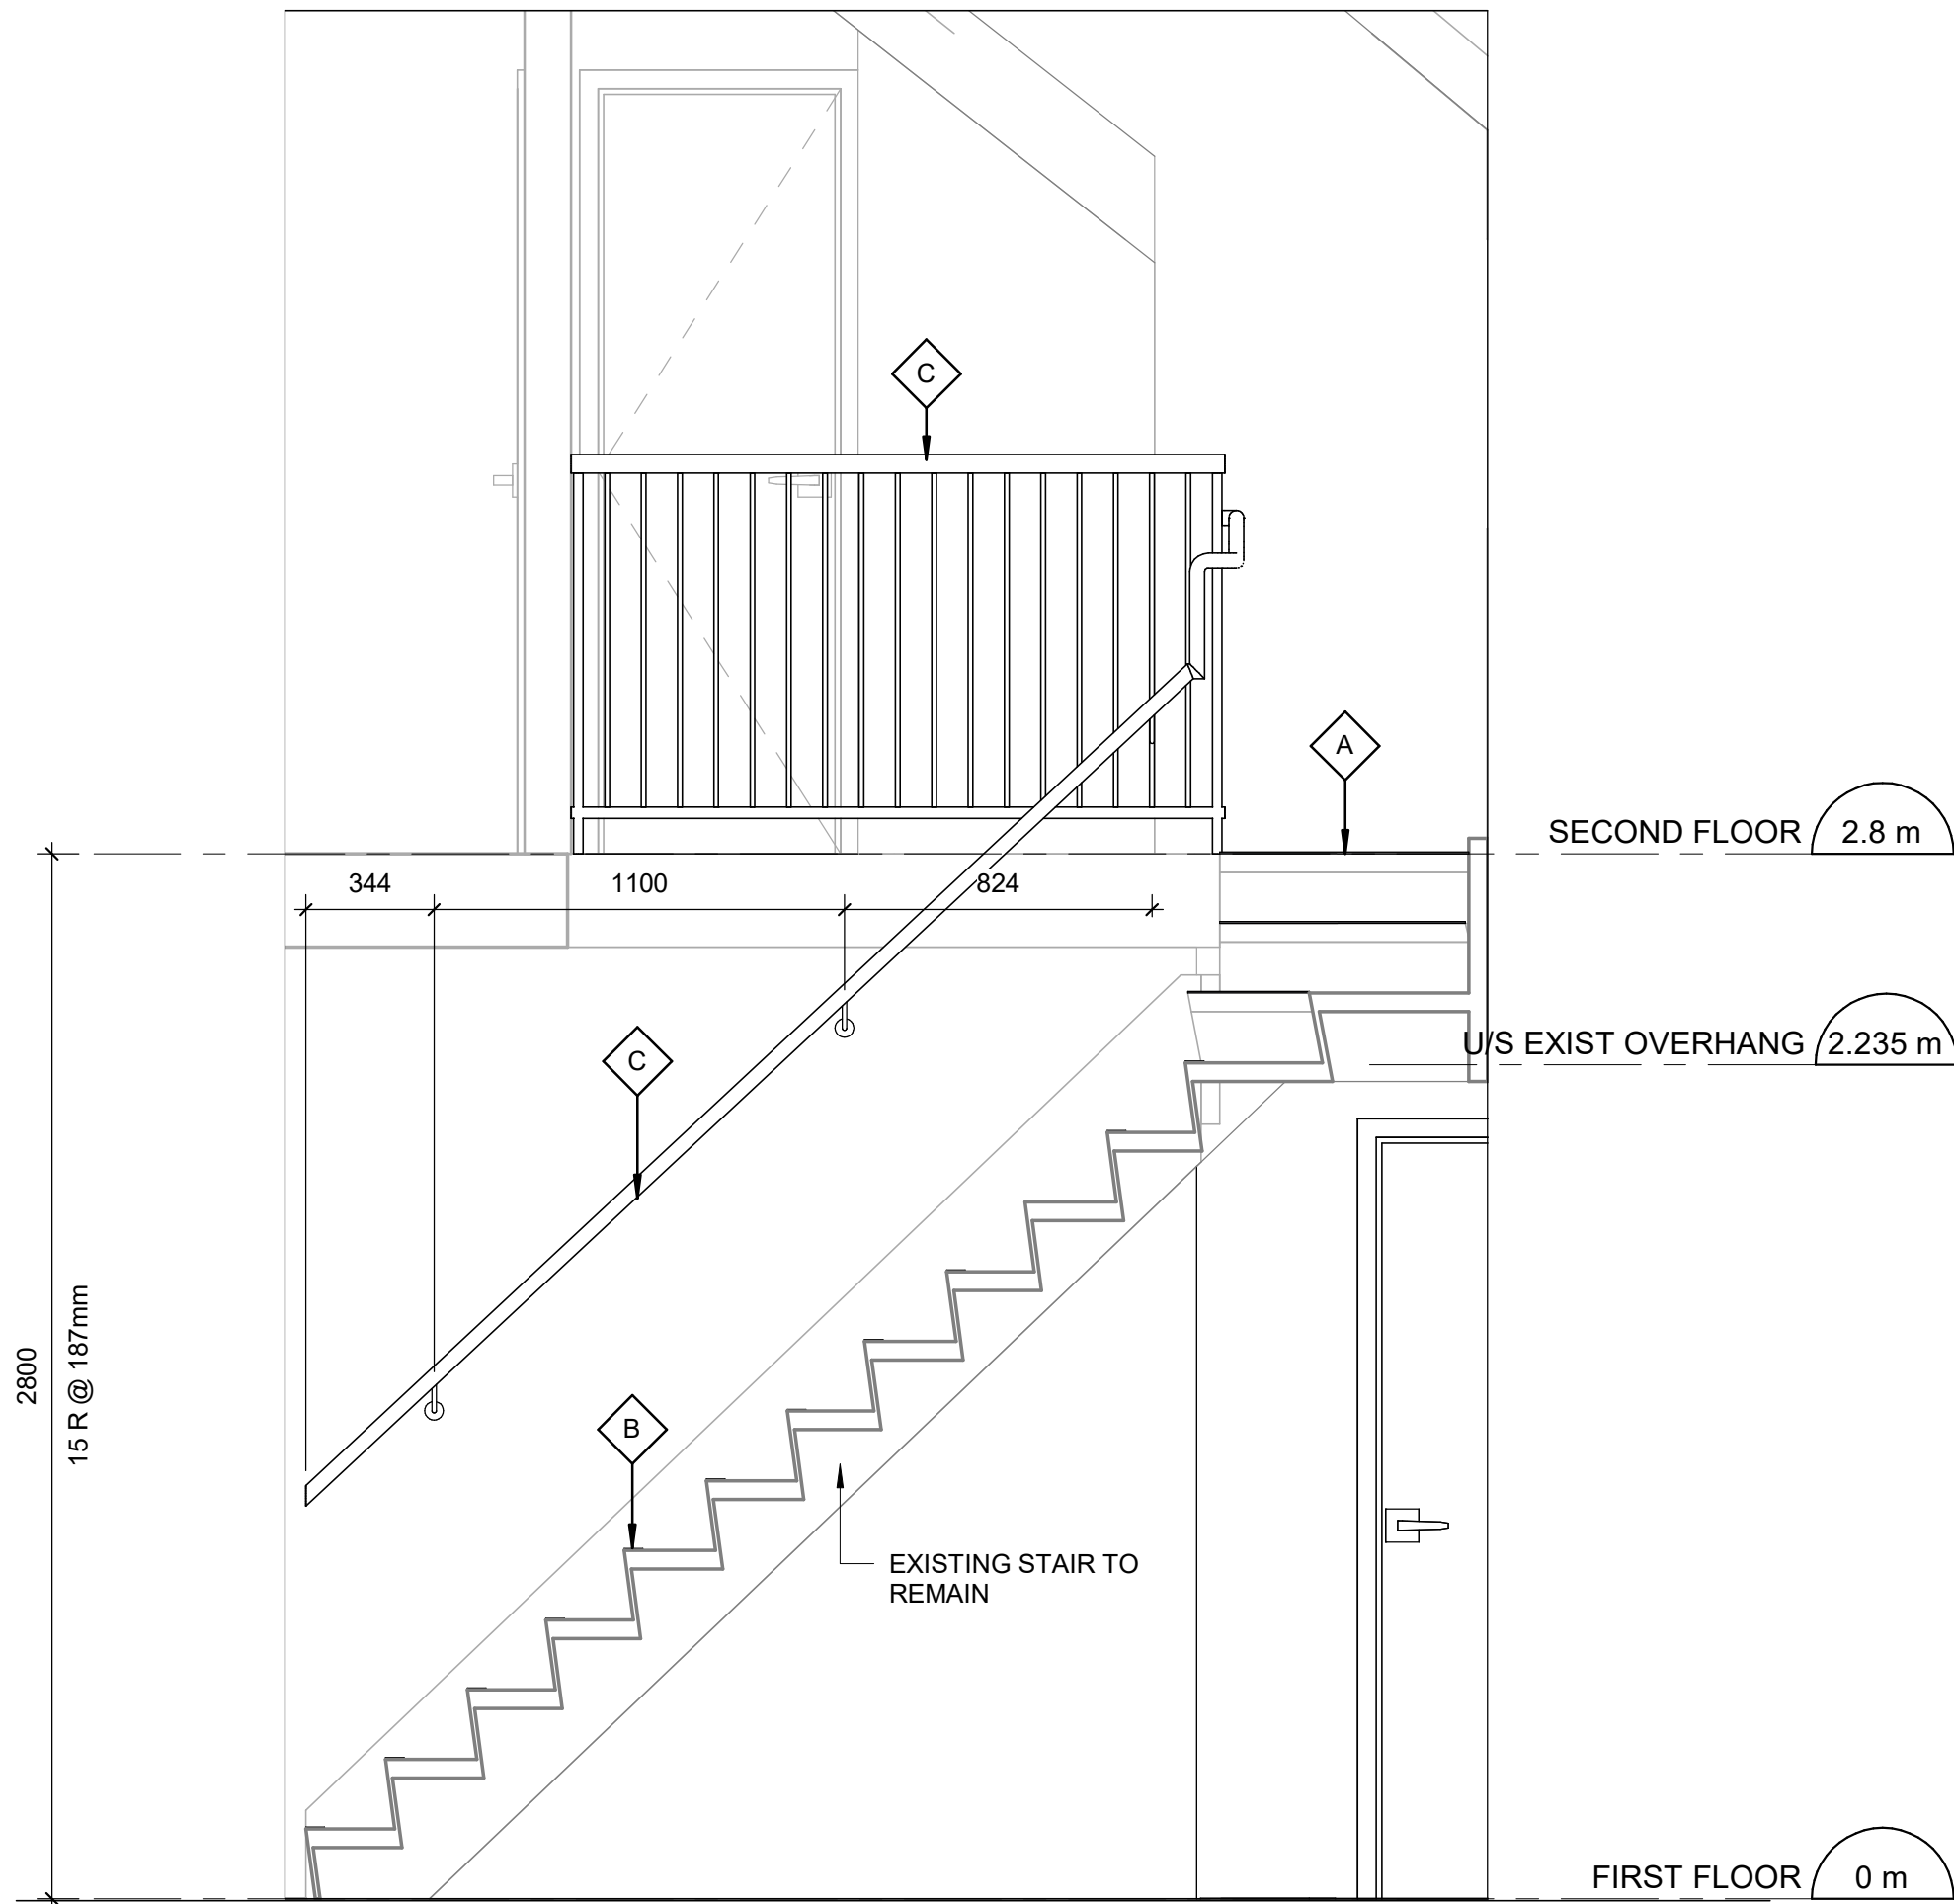 C
A
SECOND FLOOR 2.8 m
344 1100 824
U/S EXIST OVERHANG 2.235 m
C
2800
15 R @ 187mm
B
EXISTING STAIR TO
REMAIN
FIRST FLOOR 0 m